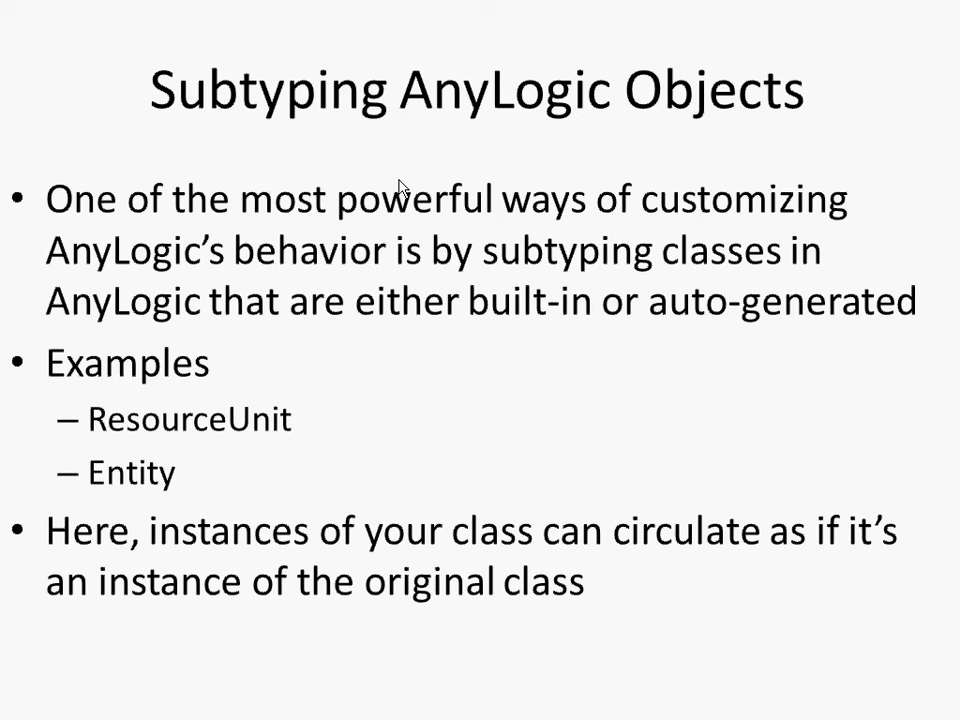 Subtyping AnyLogic Objects
• One of the most powerful ways of customizing
AnyLogic’s behavior is by subtyping classes in
AnyLogic that are either built-in or auto-generated
• Examples
– ResourceUnit
– Entity
• Here, instances of your class can circulate as if it’s
an instance of the original class